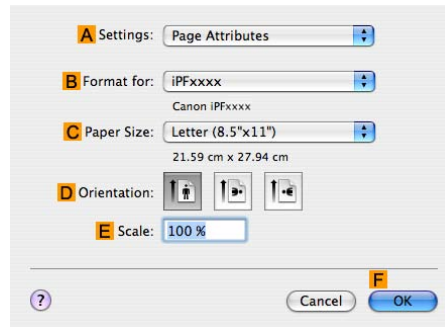 A Settings: Page Attributes
B Format for: iPFxxxx
Canon iPFxxxx
C Paper Size: Letter (8.5"x11")
21.59 cm x 27.94 cm
D Orientation:
E Scale: 100 %
F
? Cancel OK